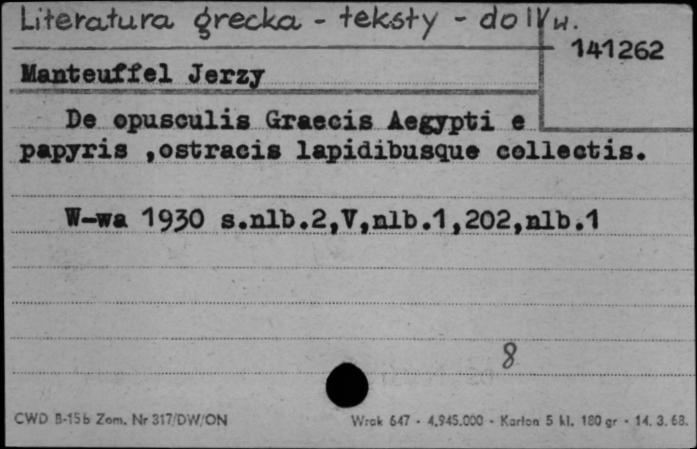 Literatura grecka - teksty - do IV w.
141262
Manteuffel Jerzy
De opusculis Graecis Aegypti e
papyris ,ostracis lapidibusque collectis.
W-wa 1930 s.nlb.2,V,nlb.1,202,nlb.1
8
CWD B-15b Zam. Nr 317/DW/ON
Wrak 647 - 4.945.000 - Karton 5 kl. 180 gr - 14. 3. 68.